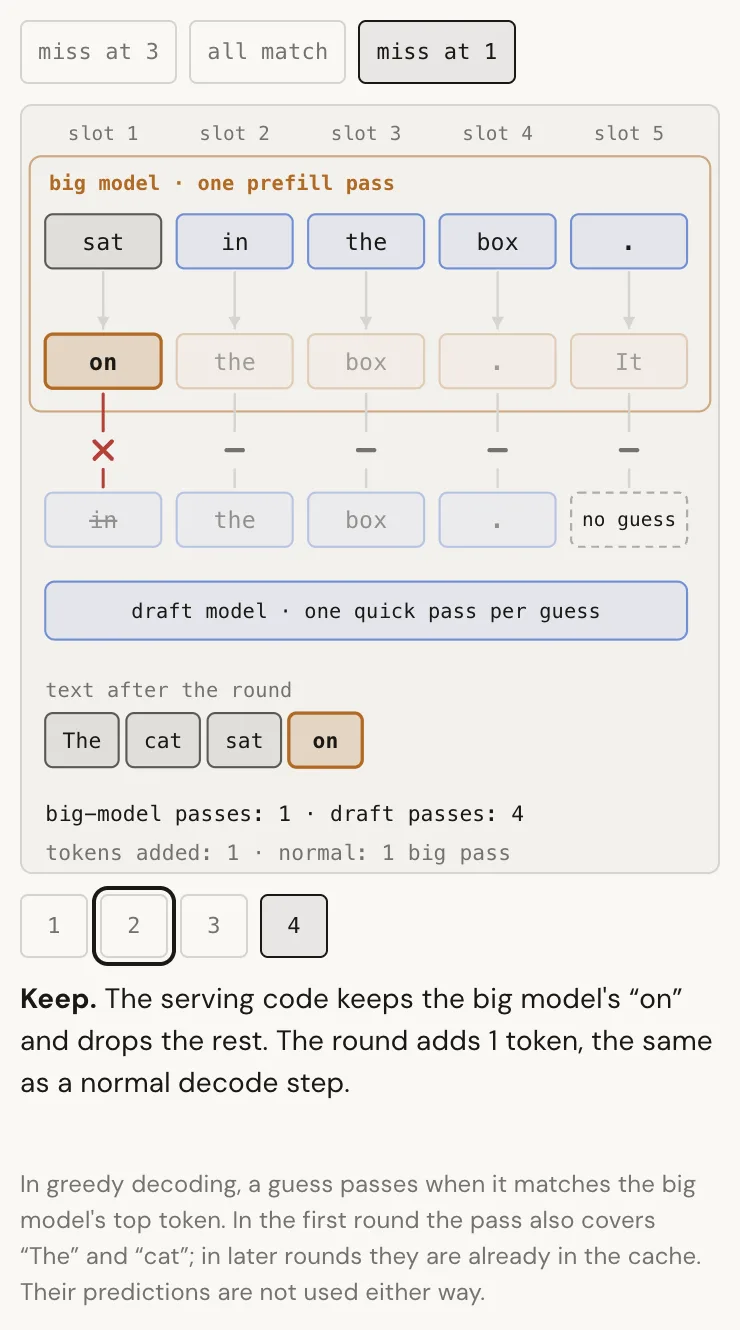 miss at 3 all match miss at 1
slot 1 slot 2 slot 3 slot 4 slot 5
big model · one prefill pass
sat in the box .
on the box . It
in the box . no guess
draft model · one quick pass per guess
text after the round
The cat sat on
big-model passes: 1 · draft passes: 4
tokens added: 1 · normal: 1 big pass
1 2 3 4
Keep. The serving code keeps the big model's “on”
and drops the rest. The round adds 1 token, the same
as a normal decode step.
In greedy decoding, a guess passes when it matches the big
model's top token. In the first round the pass also covers
“The” and “cat”; in later rounds they are already in the cache.
Their predictions are not used either way.